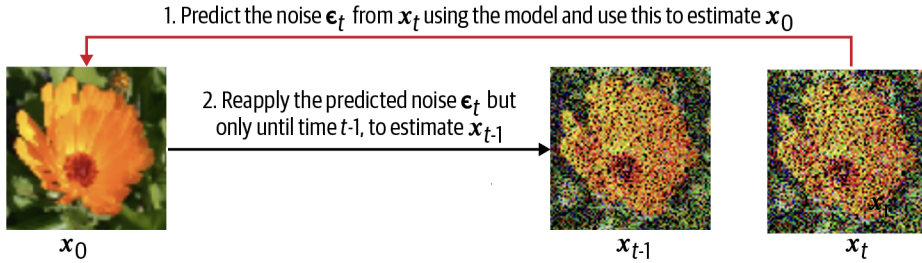 1. Predict the noise ϵt from xt using the model and use this to estimate x0
2. Reapply the predicted noise ϵt but
only until time t-1, to estimate xt-1
x0
xt-1
xt